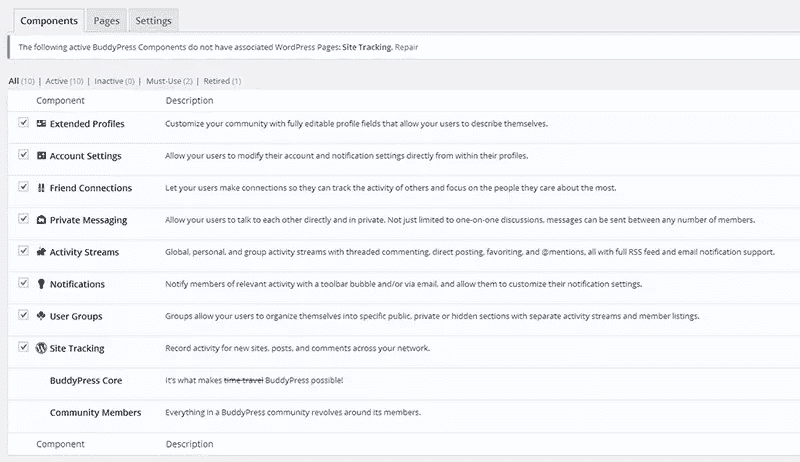 Components Pages Settings
The following active BuddyPress Components do not have associated WordPress Pages: Site Tracking. Repair
All (10) | Active (10) | Inactive (0) | Must-Use (2) | Retired (1)
Component Description
Extended Profiles Customize your community with fully editable profile fields that allow your users to describe themselves.
Account Settings Allow your users to modify their account and notification settings directly from within their profiles.
Friend Connections Let your users make connections so they can track the activity of others and focus on the people they care about the most.
Private Messaging Allow your users to talk to each other directly and in private. Not just limited to one-on-one discussions, messages can be sent between any number of members.
Activity Streams Global, personal, and group activity streams with threaded commenting, direct posting, favoriting, and @mentions, all with full RSS feed and email notification support.
Notifications Notify members of relevant activity with a toolbar bubble and/or via email, and allow them to customize their notification settings.
User Groups Groups allow your users to organize themselves into specific public, private or hidden sections with separate activity streams and member listings.
Site Tracking Record activity for new sites, posts, and comments across your network.
BuddyPress Core It's what makes time travel BuddyPress possible!
Community Members Everything in a BuddyPress community revolves around its members.
Component Description